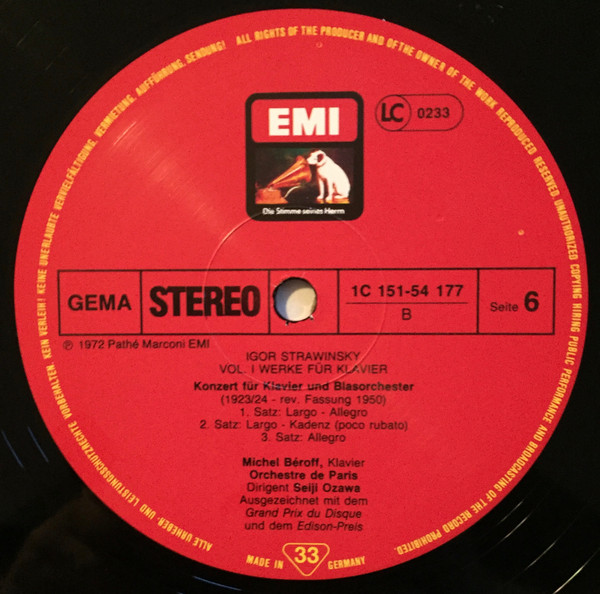 ALLE URHEBER- UND LEISTUNGSSCHUTZRECHTE VORBEHALTEN. KEIN VERLEIH! KEINE UNERLAUBTE VERVIELFÄLTIGUNG, VERMIETUNG, AUFFÜHRUNG, SENDUNG!
ALL RIGHTS OF THE PRODUCER AND OF THE OWNER OF THE WORK REPRODUCED RESERVED. UNAUTHORIZED COPYING HIRING PUBLIC PERFORMANCE AND BROADCASTING OF THE RECORD PROHIBITED.
EMI
LC 0233
Die Stimme seines Herrn
GEMA STEREO 1C 151-54 177 Seite 6
B
℗ 1972 Pathé Marconi EMI
IGOR STRAWINSKY
VOL. I WERKE FÜR KLAVIER
Konzert für Klavier und Blasorchester
(1923/24 - rev. Fassung 1950)
1. Satz: Largo - Allegro
2. Satz: Largo - Kadenz (poco rubato)
3. Satz: Allegro
Michel Béroff, Klavier
Orchestre de Paris
Dirigent Seiji Ozawa
Ausgezeichnet mit dem
Grand Prix du Disque
und dem Edison-Preis
MADE IN 33 GERMANY